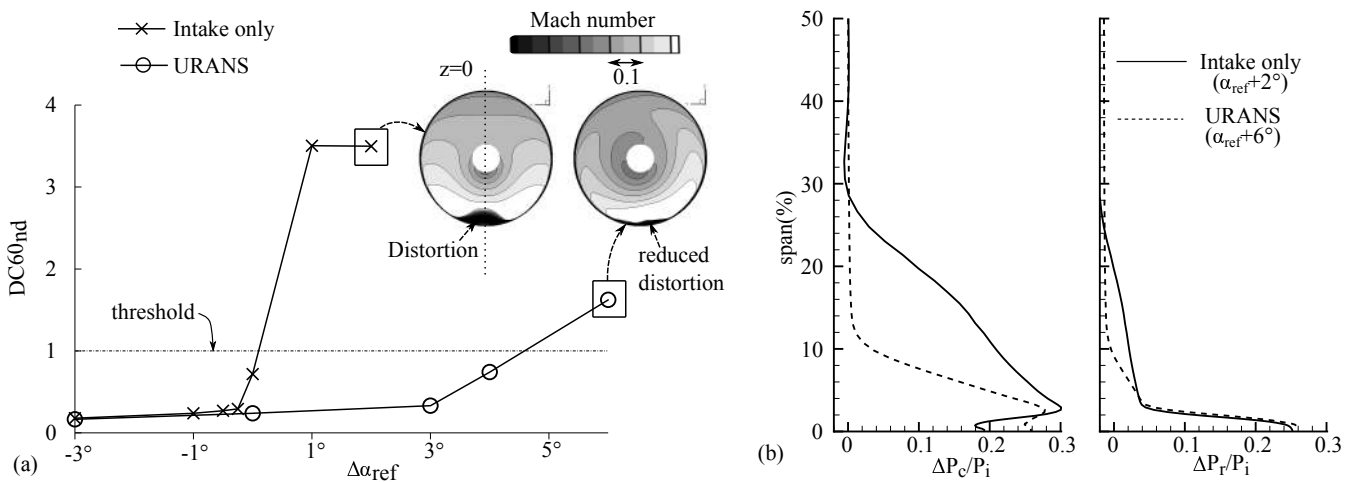 Intake only
URANS
Mach number
0.1
z=0
4
3
2
1
0
DC60nd
threshold
Distortion
reduced
distortion
-3°
-1°
1°
3°
5°
Δαref
(a)
50
40
30
20
10
0
span(%)
0
0.1
0.2
0.3
ΔPc/Pi
(b)
0
0.1
0.2
0.3
ΔPr/Pi
Intake only
(αref+2°)
URANS
(αref+6°)